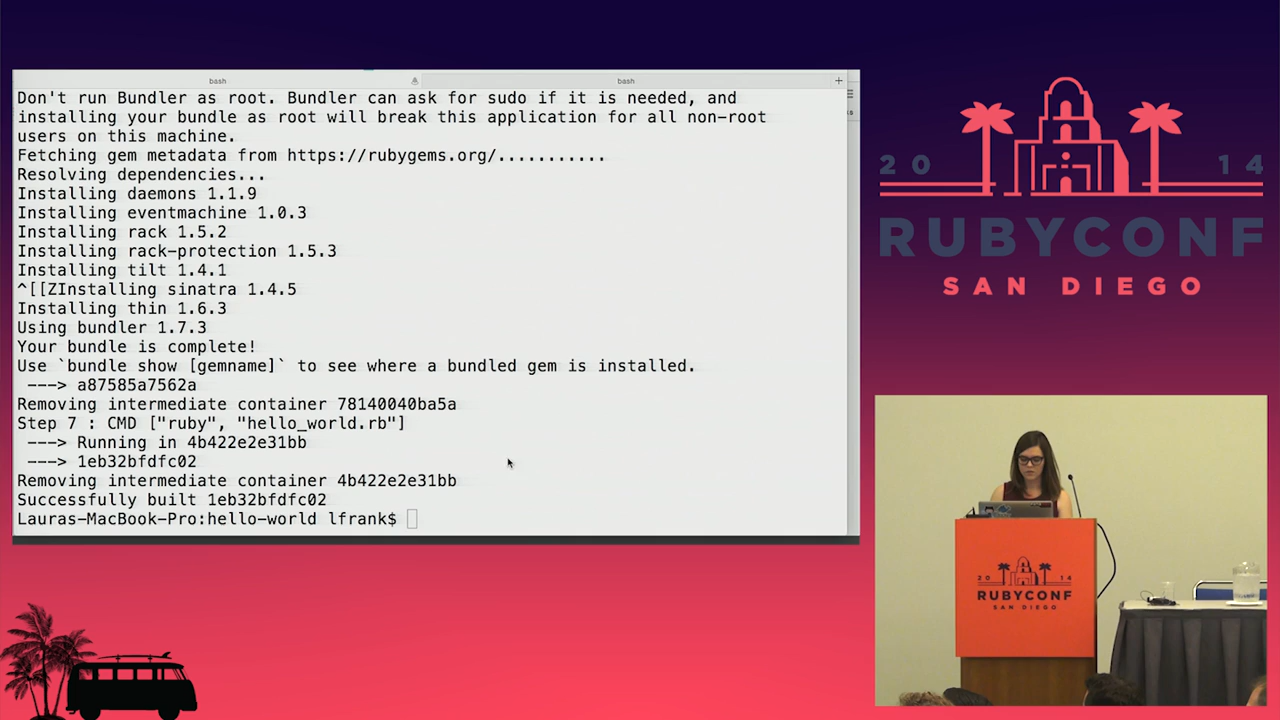 bash
bash
+
Don't run Bundler as root. Bundler can ask for sudo if it is needed, and
installing your bundle as root will break this application for all non-root
users on this machine.
Fetching gem metadata from https://rubygems.org/...........
Resolving dependencies...
Installing daemons 1.1.9
Installing eventmachine 1.0.3
Installing rack 1.5.2
Installing rack-protection 1.5.3
Installing tilt 1.4.1
^[[ZInstalling sinatra 1.4.5
Installing thin 1.6.3
Using bundler 1.7.3
Your bundle is complete!
Use `bundle show [gemname]` to see where a bundled gem is installed.
---> a87585a7562a
Removing intermediate container 78140040ba5a
Step 7 : CMD ["ruby", "hello_world.rb"]
---> Running in 4b422e2e31bb
---> 1eb32bfdfc02
Removing intermediate container 4b422e2e31bb
Successfully built 1eb32bfdfc02
Lauras-MacBook-Pro:hello-world lfrank$
20 14
RUBYCONF
SAN DIEGO
20 14
RUBYCONF
SAN DIEGO